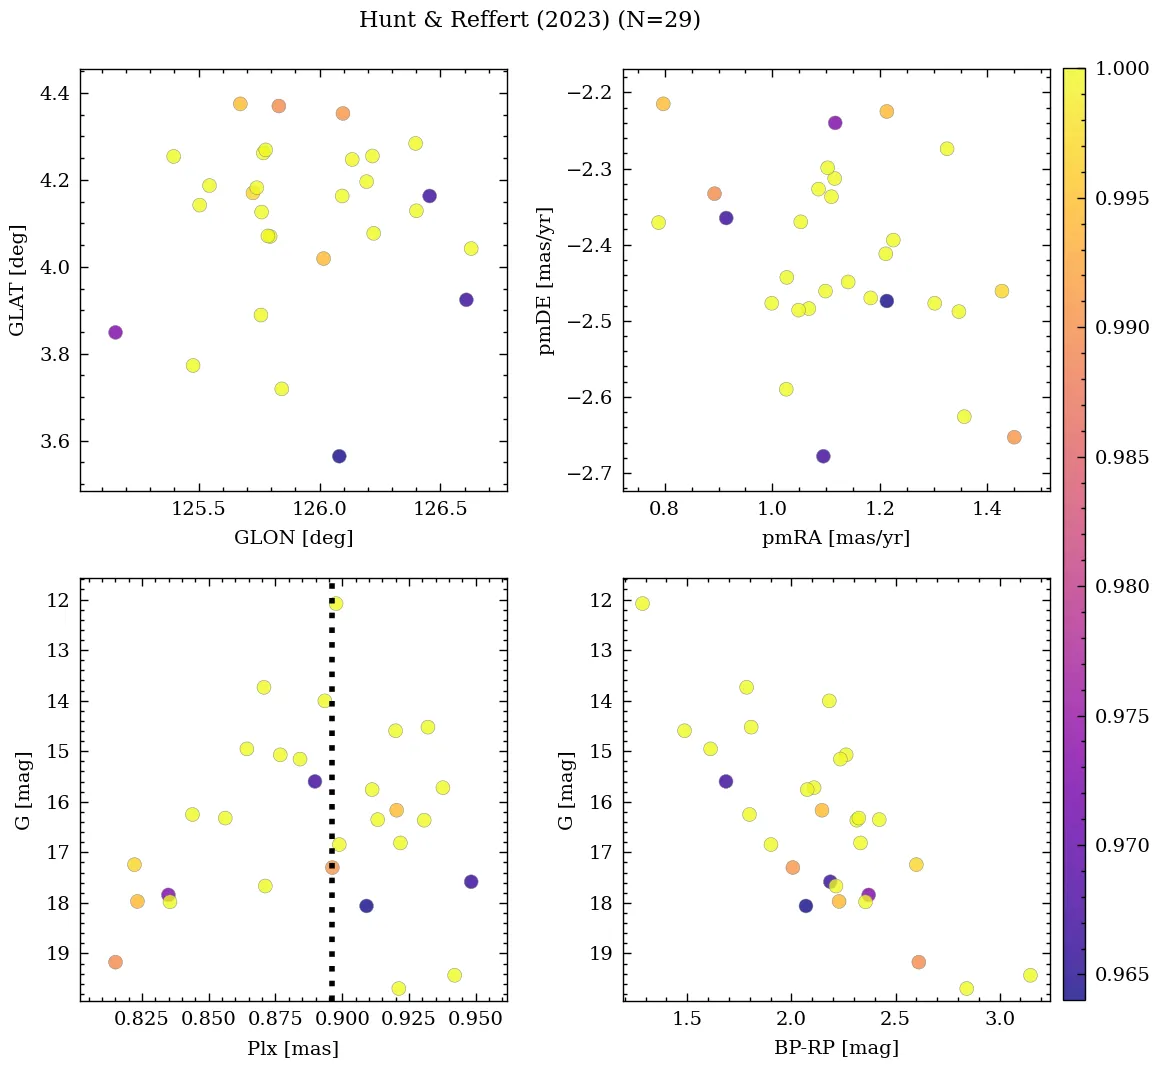 Hunt & Reffert (2023) (N=29)
4.4
4.2
4.0
3.8
3.6
GLAT [deg]
125.5 126.0 126.5
GLON [deg]
−2.2
−2.3
−2.4
−2.5
−2.6
−2.7
pmDE [mas/yr]
0.8 1.0 1.2 1.4
pmRA [mas/yr]
12
13
14
15
16
17
18
19
G [mag]
0.825 0.850 0.875 0.900 0.925 0.950
Plx [mas]
12
13
14
15
16
17
18
19
G [mag]
1.5 2.0 2.5 3.0
BP-RP [mag]
1.000
0.995
0.990
0.985
0.980
0.975
0.970
0.965